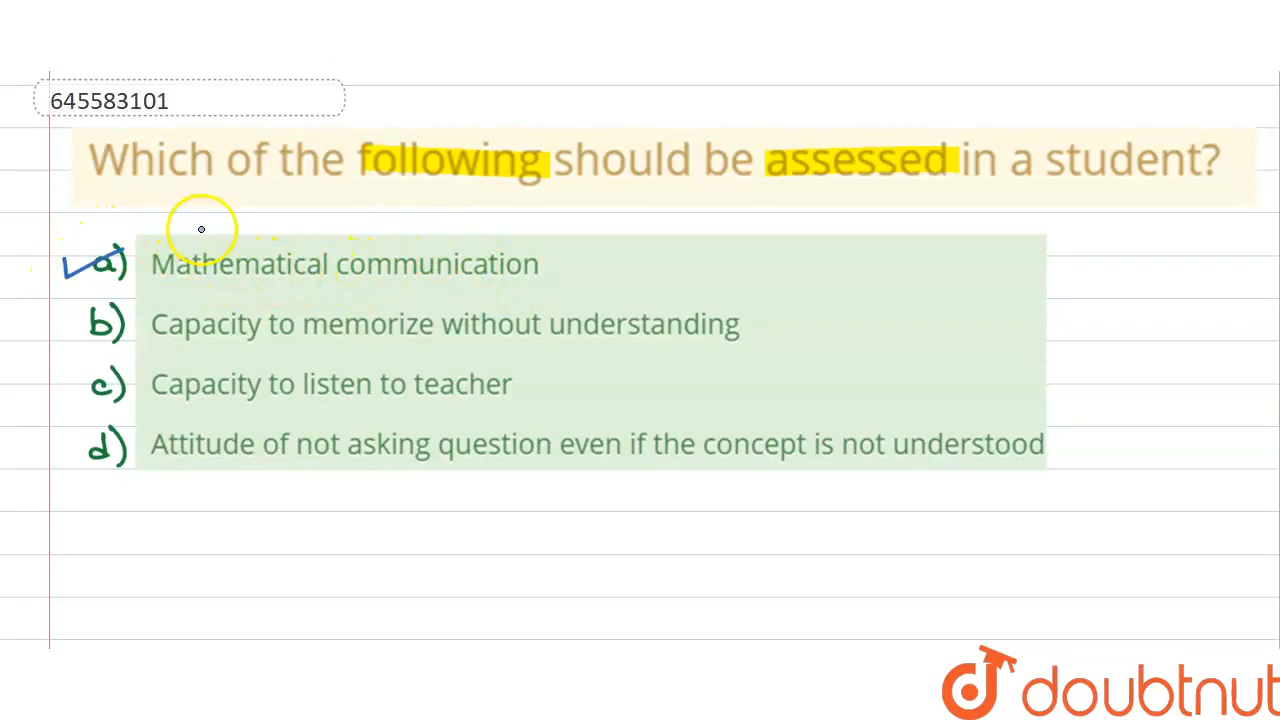 645583101
Which of the following should be assessed in a student?
a) Mathematical communication
b) Capacity to memorize without understanding
c) Capacity to listen to teacher
d) Attitude of not asking question even if the concept is not understood
doubtnut